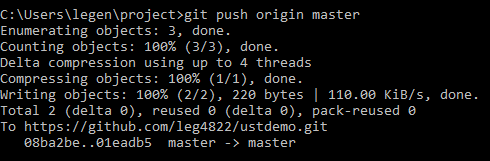 C:\Users\legen\project>git push origin master
Enumerating objects: 3, done.
Counting objects: 100% (3/3), done.
Delta compression using up to 4 threads
Compressing objects: 100% (1/1), done.
Writing objects: 100% (2/2), 220 bytes | 110.00 KiB/s, done.
Total 2 (delta 0), reused 0 (delta 0), pack-reused 0
To https://github.com/leg4822/ustdemo.git
   08ba2be..01eadb5  master -> master